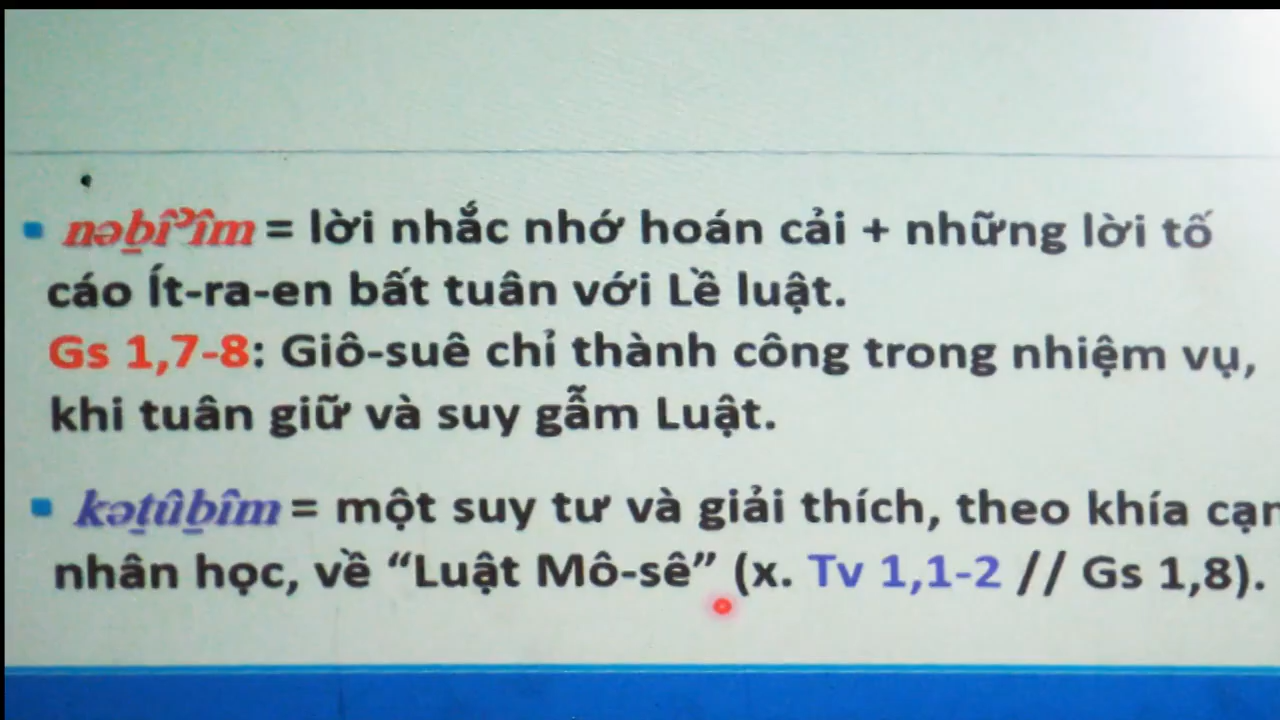 ▪ nəḇîʾîm = lời nhắc nhớ hoán cải + những lời tố
cáo Ít-ra-en bất tuân với Lề luật.
Gs 1,7-8: Giô-suê chỉ thành công trong nhiệm vụ,
khi tuân giữ và suy gẫm Luật.
▪ kəṯûḇîm = một suy tư và giải thích, theo khía cạn
nhân học, về “Luật Mô-sê” (x. Tv 1,1-2 // Gs 1,8).